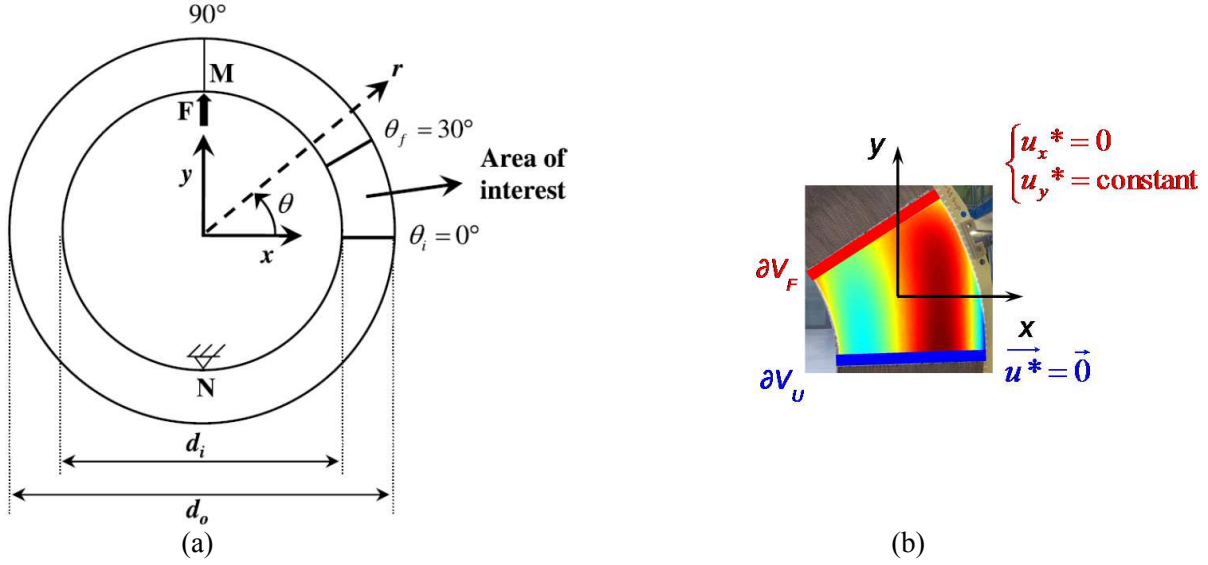 90°
M
F
r
θf = 30°
y
Area of
interest
θ
x
θi = 0°
N
di
do
(a)
y
ux* = 0
uy* = constant
∂VF
x
∂VU
u* = 0
(b)